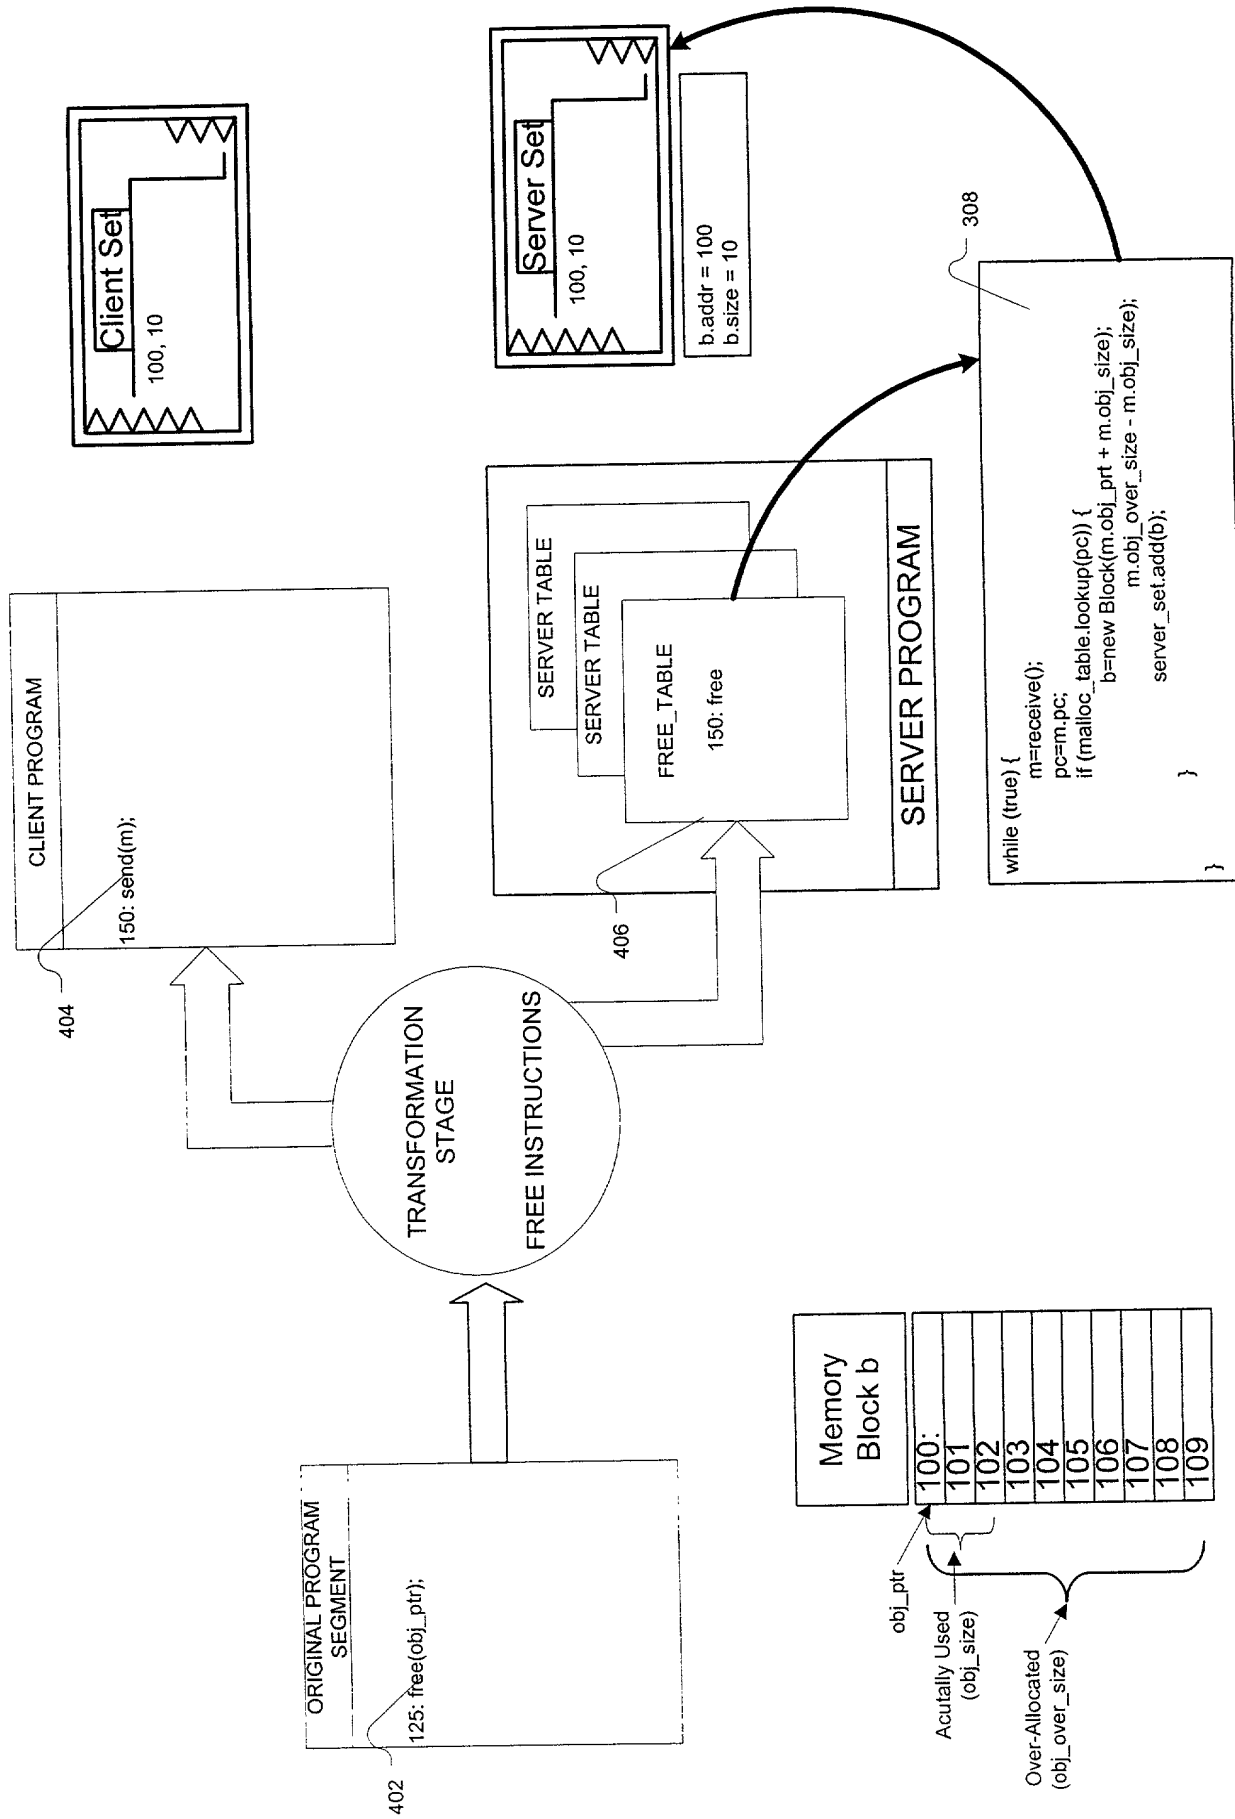 ORIGINAL PROGRAM
SEGMENT
125: free(obj_ptr);
402
TRANSFORMATION
STAGE
FREE INSTRUCTIONS
CLIENT PROGRAM
150: send(m);
404
Client Set
100, 10
SERVER TABLE
SERVER TABLE
FREE_TABLE
150: free
SERVER PROGRAM
406
Server Set
100, 10
b.addr = 100
b.size = 10
308
while (true) {
m=receive();
pc=m.pc;
if (malloc_table.lookup(pc)) {
b=new Block(m.obj_prt + m.obj_size);
m.obj_over_size - m.obj_size);
server_set.add(b);
}
}
Memory
Block b
100:
101
102
103
104
105
106
107
108
109
obj_ptr
Acutally Used
(obj_size)
Over-Allocated
(obj_over_size)